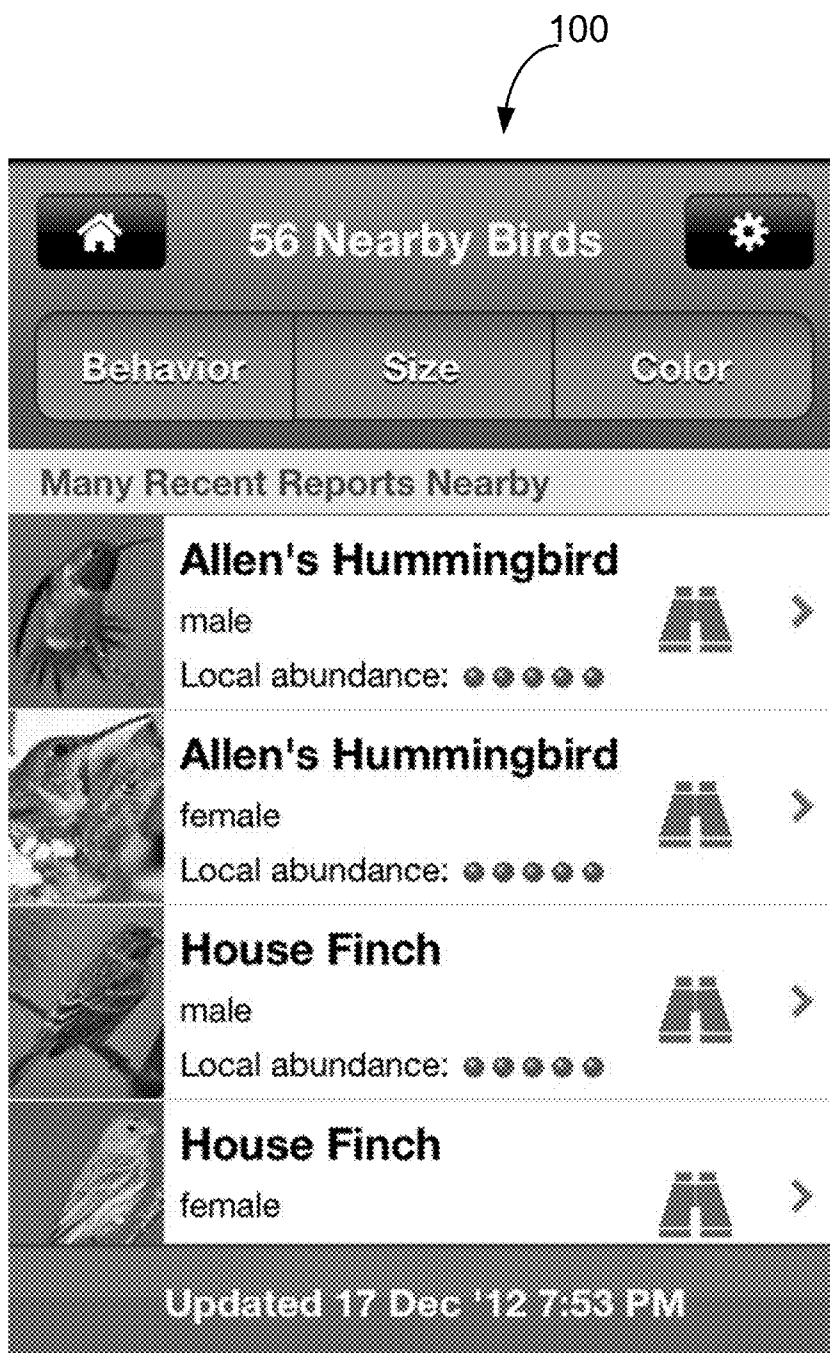 100
56 Nearby Birds
Behavior Size Color
Many Recent Reports Nearby
Allen's Hummingbird
male
Local abundance:
Allen's Hummingbird
female
Local abundance:
House Finch
male
Local abundance:
House Finch
female
Updated 17 Dec '12 7:53 PM